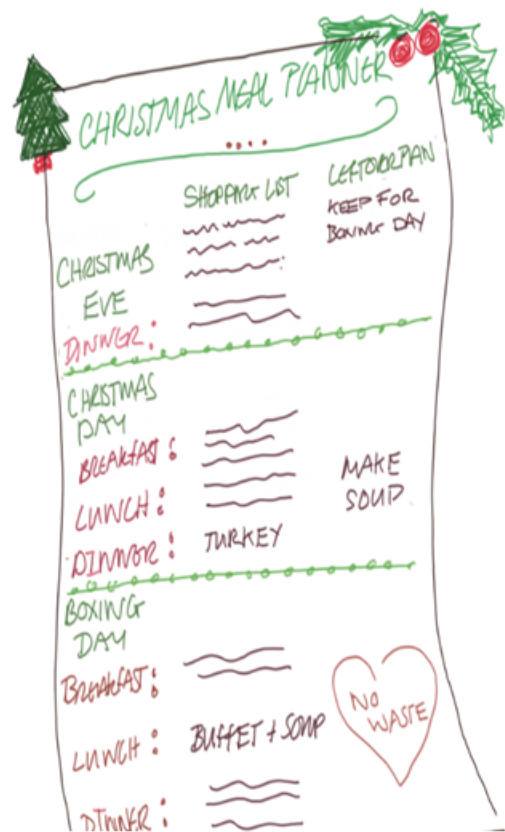 CHRISTMAS MEAL PLANNER
SHOPPING LIST
LEFTOVER PLAN
KEEP FOR
BOXING DAY
CHRISTMAS
EVE
DINNER:
CHRISTMAS
DAY
BREAKFAST:
LUNCH:
MAKE
SOUP
DINNER: TURKEY
BOXING
DAY
BREAKFAST:
NO
WASTE
LUNCH: BUFFET + SOUP
DINNER: